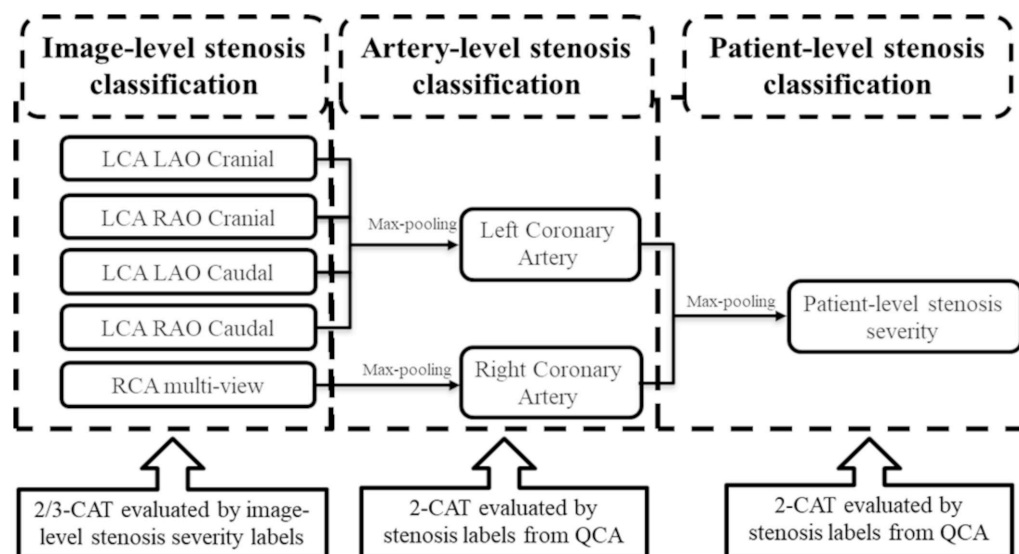 Image-level stenosis
classification
Artery-level stenosis
classification
Patient-level stenosis
classification
LCA LAO Cranial
LCA RAO Cranial
LCA LAO Caudal
LCA RAO Caudal
RCA multi-view
Max-pooling
Left Coronary
Artery
Max-pooling
Right Coronary
Artery
Max-pooling
Patient-level stenosis
severity
2/3-CAT evaluated by image-
level stenosis severity labels
2-CAT evaluated by
stenosis labels from QCA
2-CAT evaluated by
stenosis labels from QCA